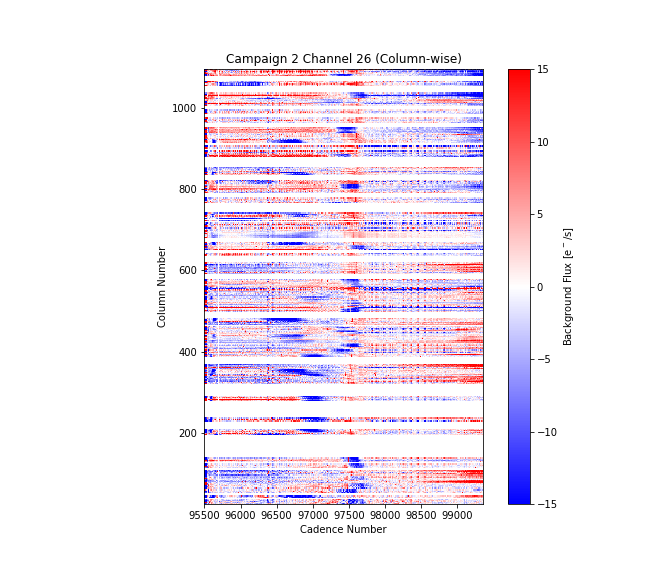 Campaign 2 Channel 26 (Column-wise)
Column Number
1000
800
600
400
200
95500 96000 96500 97000 97500 98000 98500 99000
Cadence Number
15
10
5
0
−5
−10
−15
Background Flux [e⁻/s]